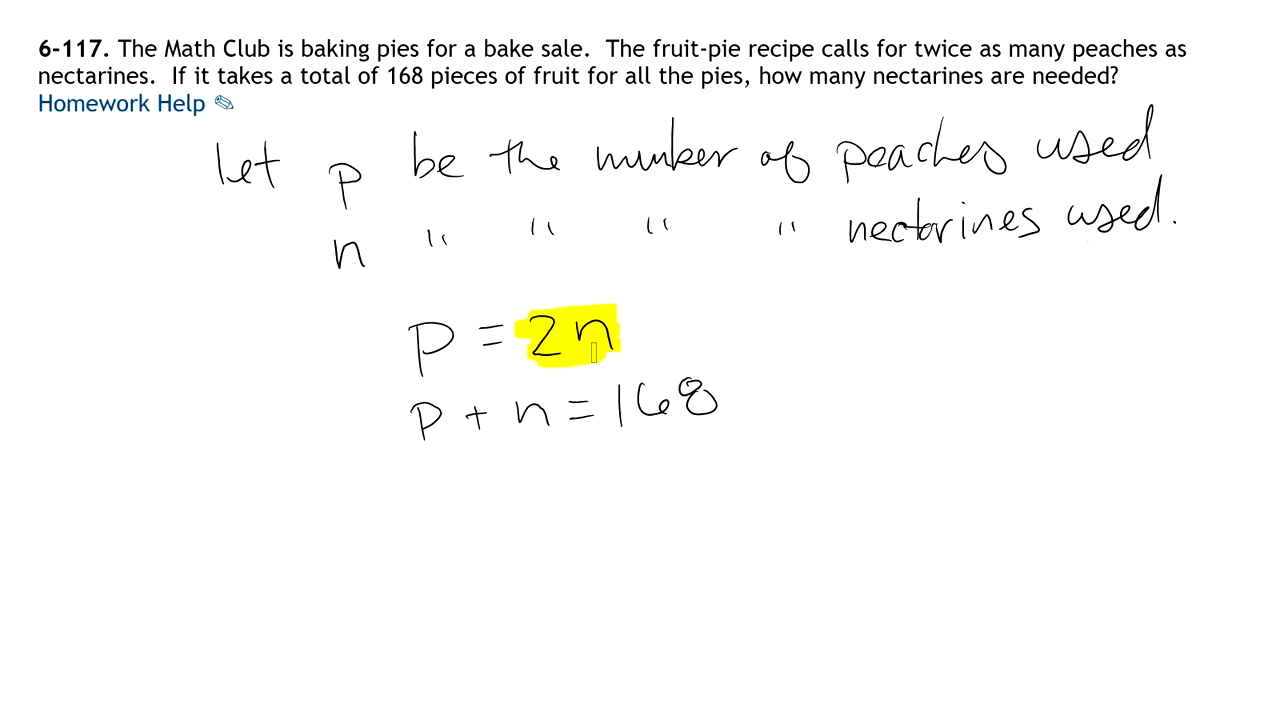 6-117. The Math Club is baking pies for a bake sale.  The fruit-pie recipe calls for twice as many peaches as
nectarines.  If it takes a total of 168 pieces of fruit for all the pies, how many nectarines are needed?
Homework Help ✎
Let p be the number of peaches used
n " " " " nectarines used.
p = 2n
p + n = 168